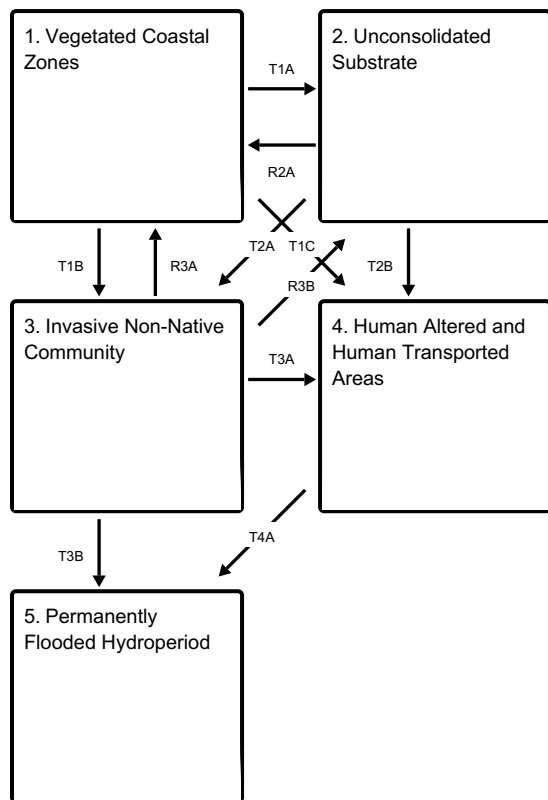 1. Vegetated Coastal
Zones
2. Unconsolidated
Substrate
T1A
R2A
T1B
R3A
T2A
T1C
R3B
T2B
3. Invasive Non-Native
Community
4. Human Altered and
Human Transported
Areas
T3A
T3B
T4A
5. Permanently
Flooded Hydroperiod